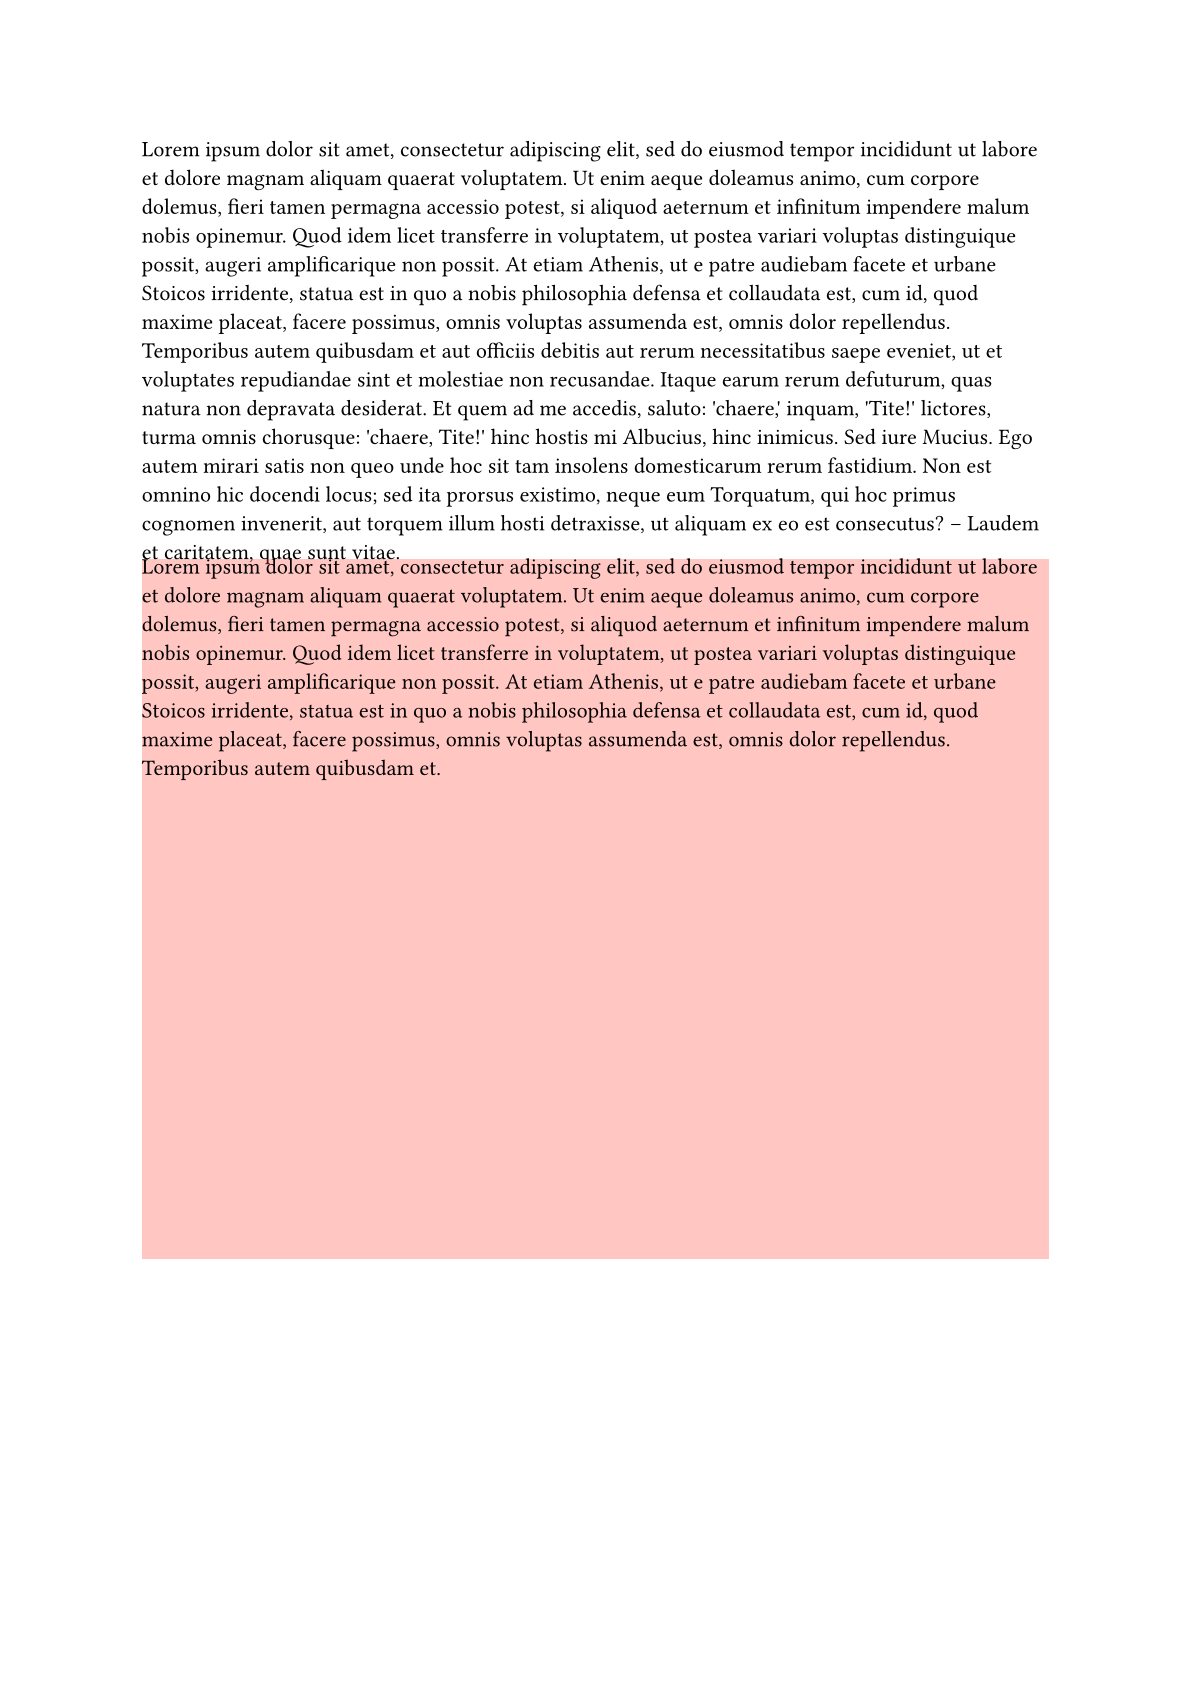 Lorem ipsum dolor sit amet, consectetur adipiscing elit, sed do eiusmod tempor incididunt ut labore
et dolore magnam aliquam quaerat voluptatem. Ut enim aeque doleamus animo, cum corpore
dolemus, fieri tamen permagna accessio potest, si aliquod aeternum et infinitum impendere malum
nobis opinemur. Quod idem licet transferre in voluptatem, ut postea variari voluptas distinguique
possit, augeri amplificarique non possit. At etiam Athenis, ut e patre audiebam facete et urbane
Stoicos irridente, statua est in quo a nobis philosophia defensa et collaudata est, cum id, quod
maxime placeat, facere possimus, omnis voluptas assumenda est, omnis dolor repellendus.
Temporibus autem quibusdam et aut officiis debitis aut rerum necessitatibus saepe eveniet, ut et
voluptates repudiandae sint et molestiae non recusandae. Itaque earum rerum defuturum, quas
natura non depravata desiderat. Et quem ad me accedis, saluto: 'chaere,' inquam, 'Tite!' lictores,
turma omnis chorusque: 'chaere, Tite!' hinc hostis mi Albucius, hinc inimicus. Sed iure Mucius. Ego
autem mirari satis non queo unde hoc sit tam insolens domesticarum rerum fastidium. Non est
omnino hic docendi locus; sed ita prorsus existimo, neque eum Torquatum, qui hoc primus
cognomen invenerit, aut torquem illum hosti detraxisse, ut aliquam ex eo est consecutus? – Laudem
et caritatem, quae sunt vitae.
Lorem ipsum dolor sit amet, consectetur adipiscing elit, sed do eiusmod tempor incididunt ut labore
et dolore magnam aliquam quaerat voluptatem. Ut enim aeque doleamus animo, cum corpore
dolemus, fieri tamen permagna accessio potest, si aliquod aeternum et infinitum impendere malum
nobis opinemur. Quod idem licet transferre in voluptatem, ut postea variari voluptas distinguique
possit, augeri amplificarique non possit. At etiam Athenis, ut e patre audiebam facete et urbane
Stoicos irridente, statua est in quo a nobis philosophia defensa et collaudata est, cum id, quod
maxime placeat, facere possimus, omnis voluptas assumenda est, omnis dolor repellendus.
Temporibus autem quibusdam et.